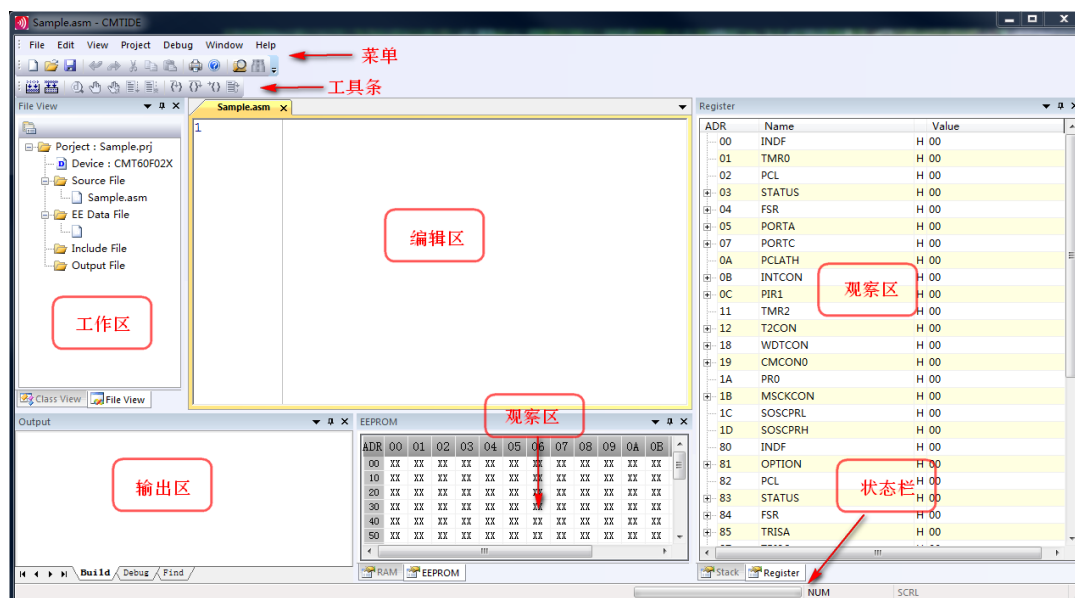 Sample.asm - CMTIDE
File Edit View Project Debug Window Help
菜单
工具条
File View
Porject : Sample.prj
Device : CMT60F02X
Source File
Sample.asm
EE Data File
Include File
Output File
工作区
Class View File View
Sample.asm
1
编辑区
Register
ADR Name Value
00 INDF H 00
01 TMR0 H 00
02 PCL H 00
03 STATUS H 00
04 FSR H 00
05 PORTA H 00
07 PORTC H 00
0A PCLATH H 00
0B INTCON H 00
0C PIR1 H 00
11 TMR2 H 00
12 T2CON H 00
18 WDTCON H 00
19 CMCON0 H 00
1A PR0 H 00
1B MSCKCON H 00
1C SOSCPRL H 00
1D SOSCPRH H 00
80 INDF H 00
81 OPTION H 00
82 PCL H 00
83 STATUS H 00
84 FSR H 00
85 TRISA H 00
观察区
状态栏
Stack Register
Output
输出区
Build Debug Find
EEPROM
观察区
ADR 00 01 02 03 04 05 06 07 08 09 0A 0B
00 XX XX XX XX XX XX XX XX XX XX XX XX
10 XX XX XX XX XX XX XX XX XX XX XX XX
20 XX XX XX XX XX XX XX XX XX XX XX XX
30 XX XX XX XX XX XX XX XX XX XX XX XX
40 XX XX XX XX XX XX XX XX XX XX XX XX
50 XX XX XX XX XX XX XX XX XX XX XX XX
RAM EEPROM
NUM SCRL